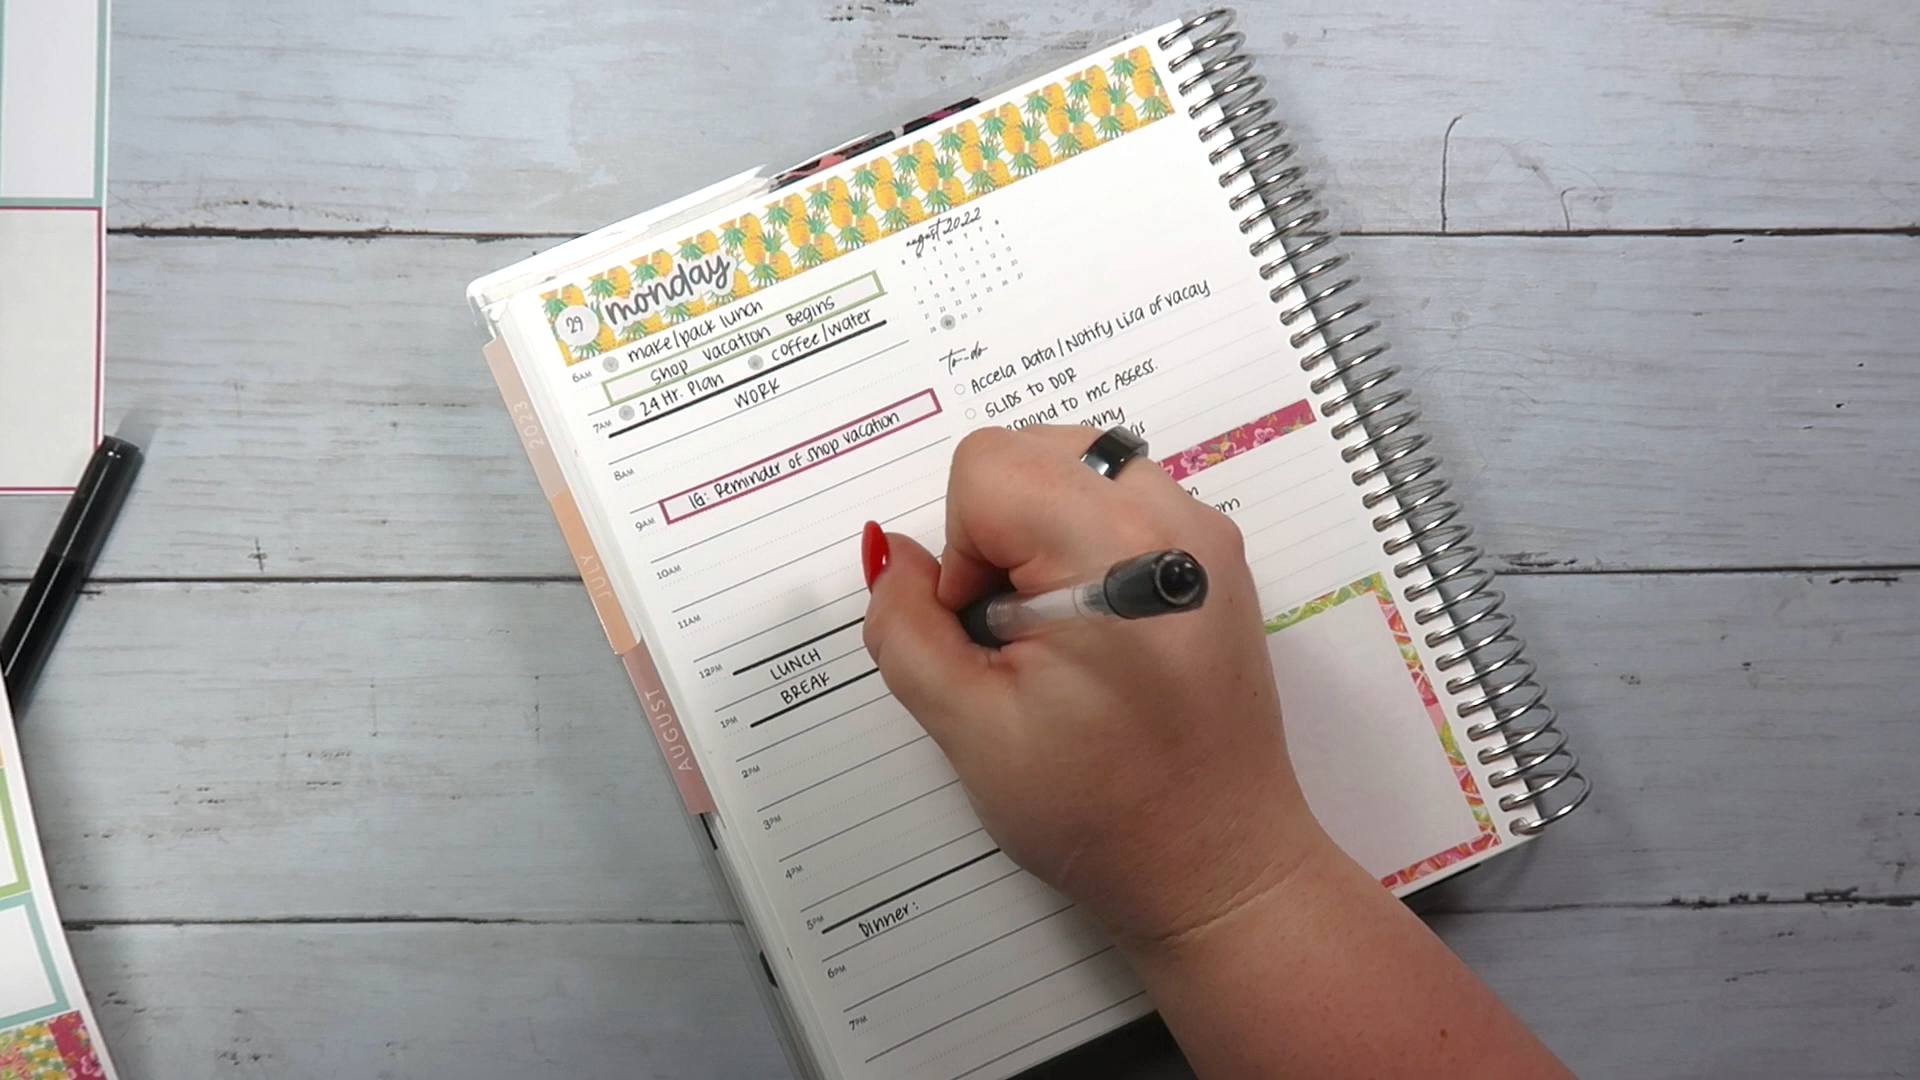 monday
29
make/pack lunch
6AM
shop vacation Begins
24 Hr. Plan
coffee/water
7AM
WORK
8AM
IG: Reminder of shop vacation
9AM
10AM
11AM
12PM
LUNCH
BREAK
1PM
2PM
3PM
4PM
5PM
Dinner:
6PM
7PM
august 2022
to-do
Accela Data/Notify Lisa of vacay
SLIDS to DOR
to mc Assess.
2023
JULY
AUGUST